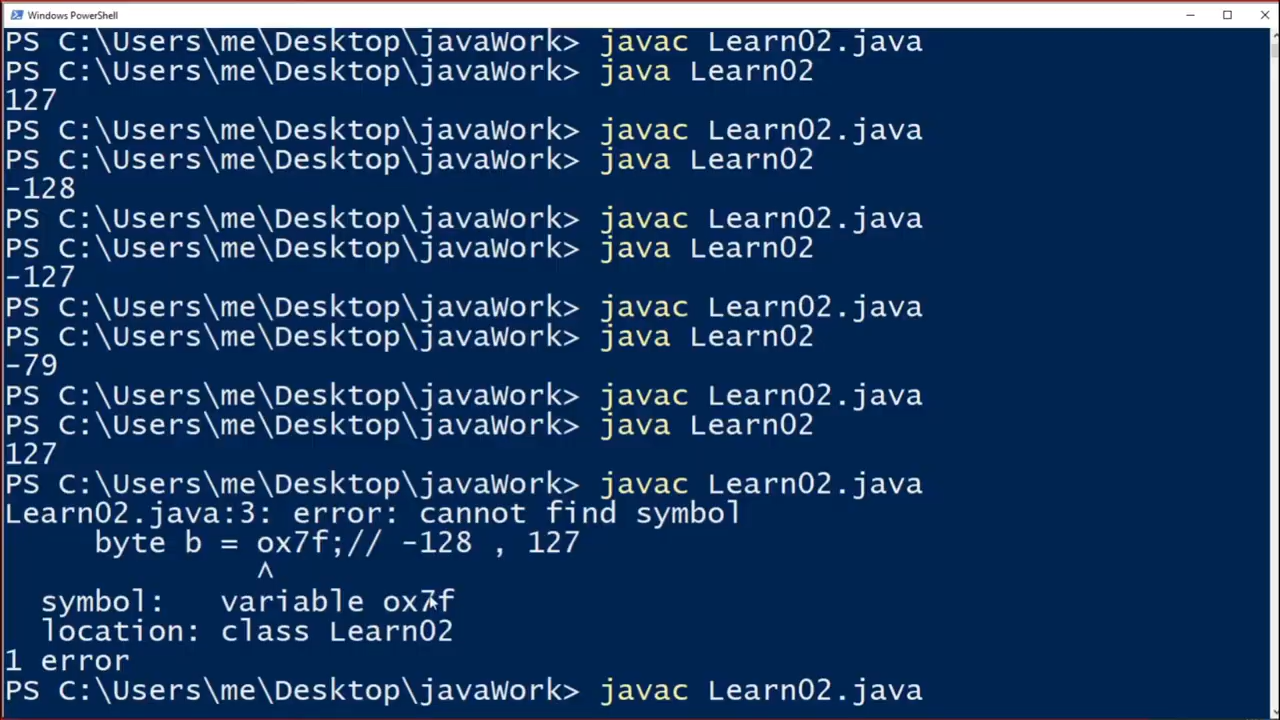 Windows PowerShell
PS C:\Users\me\Desktop\javaWork> javac Learn02.java
PS C:\Users\me\Desktop\javaWork> java Learn02
127
PS C:\Users\me\Desktop\javaWork> javac Learn02.java
PS C:\Users\me\Desktop\javaWork> java Learn02
-128
PS C:\Users\me\Desktop\javaWork> javac Learn02.java
PS C:\Users\me\Desktop\javaWork> java Learn02
-127
PS C:\Users\me\Desktop\javaWork> javac Learn02.java
PS C:\Users\me\Desktop\javaWork> java Learn02
-79
PS C:\Users\me\Desktop\javaWork> javac Learn02.java
PS C:\Users\me\Desktop\javaWork> java Learn02
127
PS C:\Users\me\Desktop\javaWork> javac Learn02.java
Learn02.java:3: error: cannot find symbol
byte b = ox7f;// -128 , 127
^
symbol: variable ox7f
location: class Learn02
1 error
PS C:\Users\me\Desktop\javaWork> javac Learn02.java